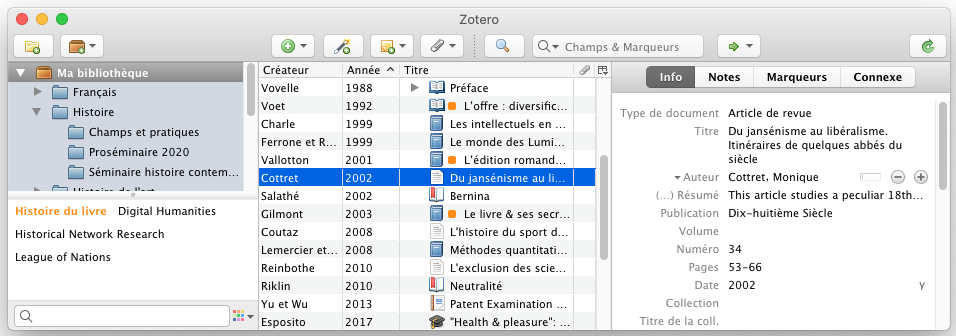 Zotero
Champs & Marqueurs
Ma bibliothèque
Français
Histoire
Champs et pratiques
Proséminaire 2020
Séminaire histoire contem...
Histoire de l'art
Histoire du livre Digital Humanities
Historical Network Research
League of Nations
Créateur Année Titre
Vovelle 1988 Préface
Voet 1992 L'offre : diversific...
Charle 1999 Les intellectuels en ...
Ferrone et R... 1999 Le monde des Lumi...
Vallotton 2001 L'édition romand...
Cottret 2002 Du jansénisme au li...
Salathé 2002 Bernina
Gilmont 2003 Le livre & ses secr...
Coutaz 2008 L'histoire du sport d...
Lemercier et... 2008 Méthodes quantitati...
Reinbothe 2010 L'exclusion des scie...
Riklin 2010 Neutralité
Yu et Wu 2013 Patent Examination ...
Esposito 2017 "Health & pleasure": ...
Info Notes Marqueurs Connexe
Type de document Article de revue
Titre Du jansénisme au libéralisme.
Itinéraires de quelques abbés du
siècle
Auteur Cottret, Monique
(...) Résumé This article studies a peculiar 18th...
Publication Dix-huitième Siècle
Volume
Numéro 34
Pages 53-66
Date 2002 y
Collection
Titre de la coll.